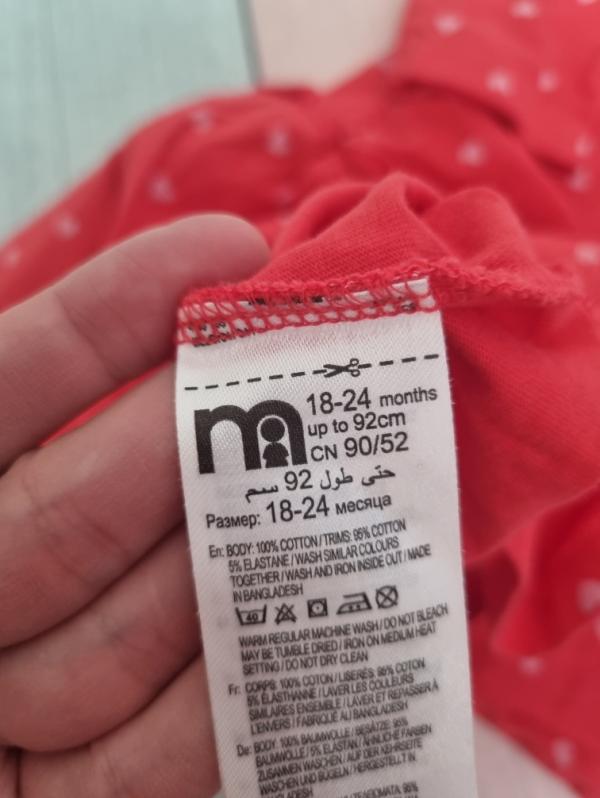 m
18-24 months
up to 92cm
CN 90/52
حتى طول 92 سم
Размер: 18-24 месяца
En: BODY: 100% COTTON / TRIMS: 95% COTTON
5% ELASTANE / WASH SIMILAR COLOURS
TOGETHER / WASH AND IRON INSIDE OUT / MADE
IN BANGLADESH
40
WARM REGULAR MACHINE WASH / DO NOT BLEACH
MAY BE TUMBLE DRIED / IRON ON MEDIUM HEAT
SETTING / DO NOT DRY CLEAN
Fr: CORPS: 100% COTON / LISERÉS: 95% COTON
5% ÉLASTHANNE / LAVER LES COULEURS
SIMILAIRES ENSEMBLE / LAVER ET REPASSER À
L'ENVERS / FABRIQUÉ AU BANGLADESH
De: BODY: 100% BAUMWOLLE / BESÄTZE: 95%
BAUMWOLLE / 5% ELASTAN / ÄHNLICHE FARBEN
ZUSAMMEN WASCHEN / AUF DER KEHRSEITE
WASCHEN UND BÜGELN / HERGESTELLT IN